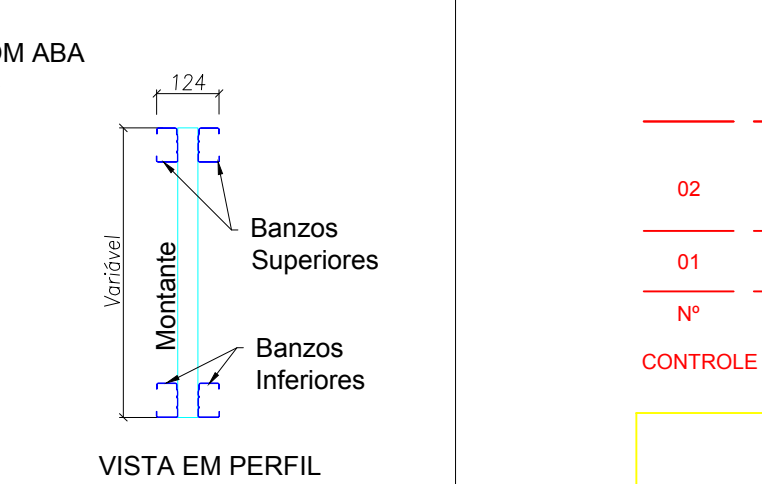 OM ABA
124
Variável
Montante
Banzos
Superiores
Banzos
Inferiores
VISTA EM PERFIL
02
01
Nº
CONTROLE